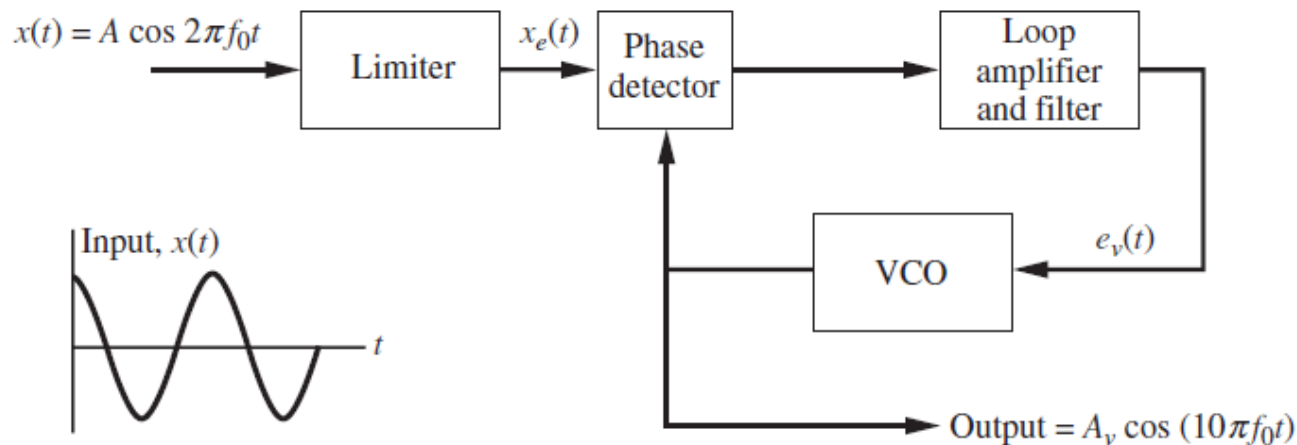 x(t) = A cos 2πf₀t
Limiter
xₑ(t)
Phase
detector
Loop
amplifier
and filter
Input, x(t)
t
VCO
eᵥ(t)
Output = Aᵥ cos (10πf₀t)